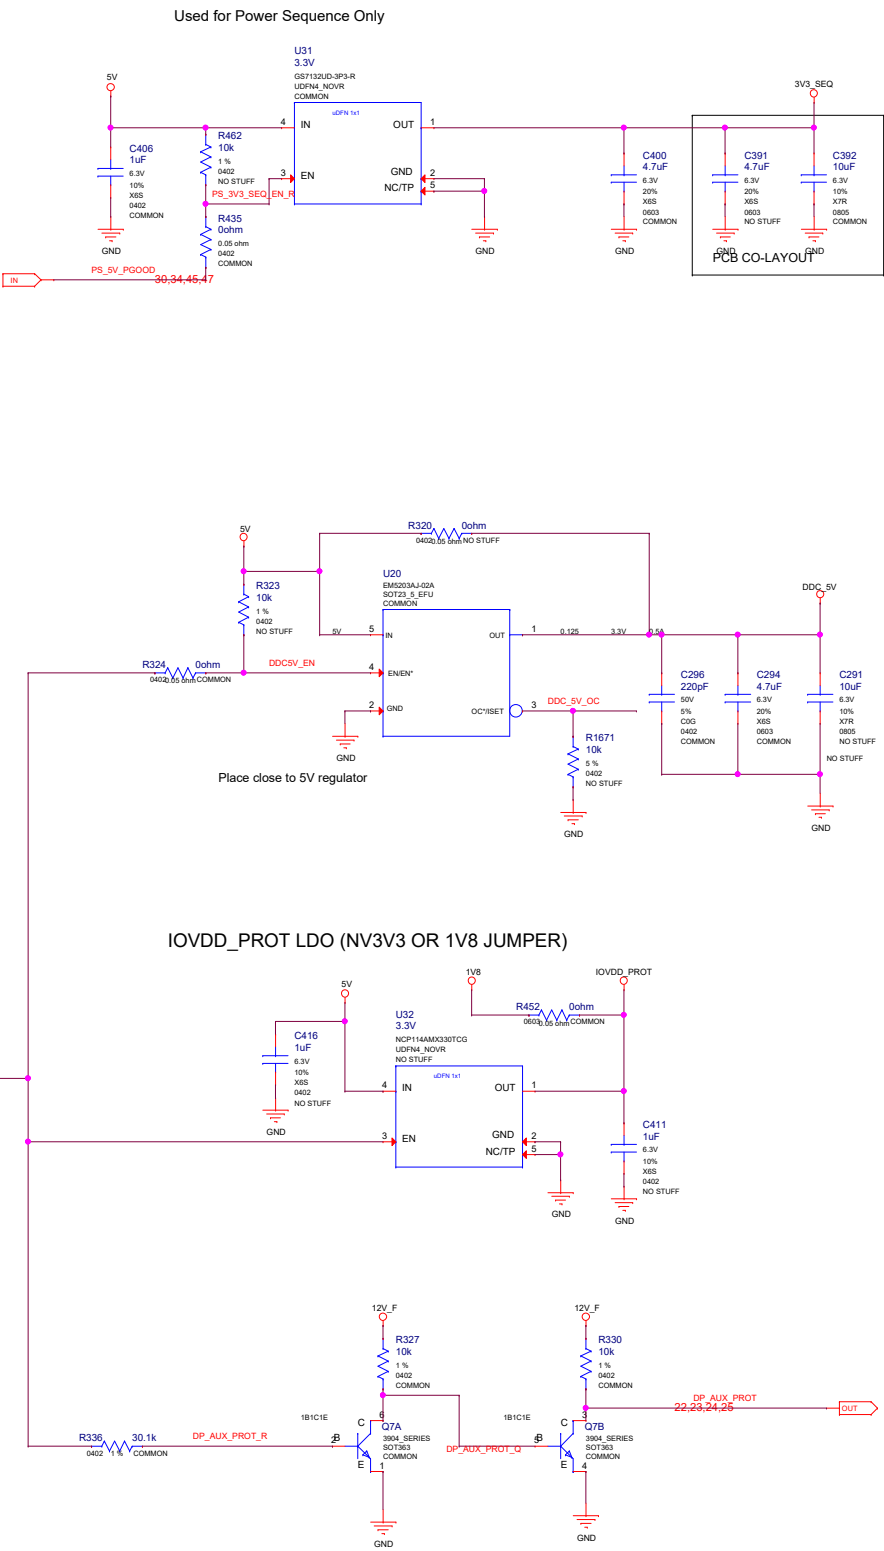 Used for Power Sequence Only
U31
3.3V
GS7132UD-3P3-R
UDFN4_NOVR
COMMON
5V
3V3_SEQ
uDFN 1x1
4 IN
OUT 1
R462
10k
1 %
0402
NO STUFF
C406
1uF
6.3V
10%
X6S
0402
COMMON
3 EN
GND 2
NC/TP 5
PS_3V3_SEQ_EN_R
C400
4.7uF
6.3V
20%
X6S
0603
COMMON
C391
4.7uF
6.3V
20%
X6S
0603
NO STUFF
C392
10uF
6.3V
10%
X7R
0805
COMMON
R435
0ohm
0.05 ohm
0402
COMMON
GND
GND
GND
GND
GND
PCB CO-LAYOUT
IN
PS_5V_PGOOD
30,34,45,47
R320 0ohm
0402 0.05 ohm NO STUFF
5V
U20
EM5203AJ-02A
SOT23_5_EFU
COMMON
R323
10k
1 %
0402
NO STUFF
DDC_5V
5V
5 IN
OUT 1
0.125 3.3V 0.5A
R324 0ohm
0402 0.05 ohm COMMON
DDC5V_EN
4 EN/EN*
2 GND
OC*/ISET 3
DDC_5V_OC
C296
220pF
50V
5%
C0G
0402
COMMON
C294
4.7uF
6.3V
20%
X6S
0603
COMMON
C291
10uF
6.3V
10%
X7R
0805
NO STUFF
NO STUFF
R1671
10k
5 %
0402
NO STUFF
GND
Place close to 5V regulator
GND
GND
IOVDD_PROT LDO (NV3V3 OR 1V8 JUMPER)
5V
1V8
IOVDD_PROT
R452 0ohm
0603 0.05 ohm COMMON
U32
3.3V
NCP114AMX330TCG
UDFN4_NOVR
NO STUFF
C416
1uF
6.3V
10%
X6S
0402
NO STUFF
uDFN 1x1
4 IN
OUT 1
3 EN
GND 2
NC/TP 5
GND
C411
1uF
6.3V
10%
X6S
0402
NO STUFF
GND
GND
12V_F
12V_F
R327
10k
1 %
0402
COMMON
R330
10k
1 %
0402
COMMON
DP_AUX_PROT
22,23,24,25
OUT
1B1C1E
C 6
Q7A
3904_SERIES
SOT363
COMMON
1B1C1E
C 3
Q7B
3904_SERIES
SOT363
COMMON
R336 30.1k
0402 1 % COMMON
DP_AUX_PROT_R
2 B
DP_AUX_PROT_Q
5 B
E 1
E 4
GND
GND